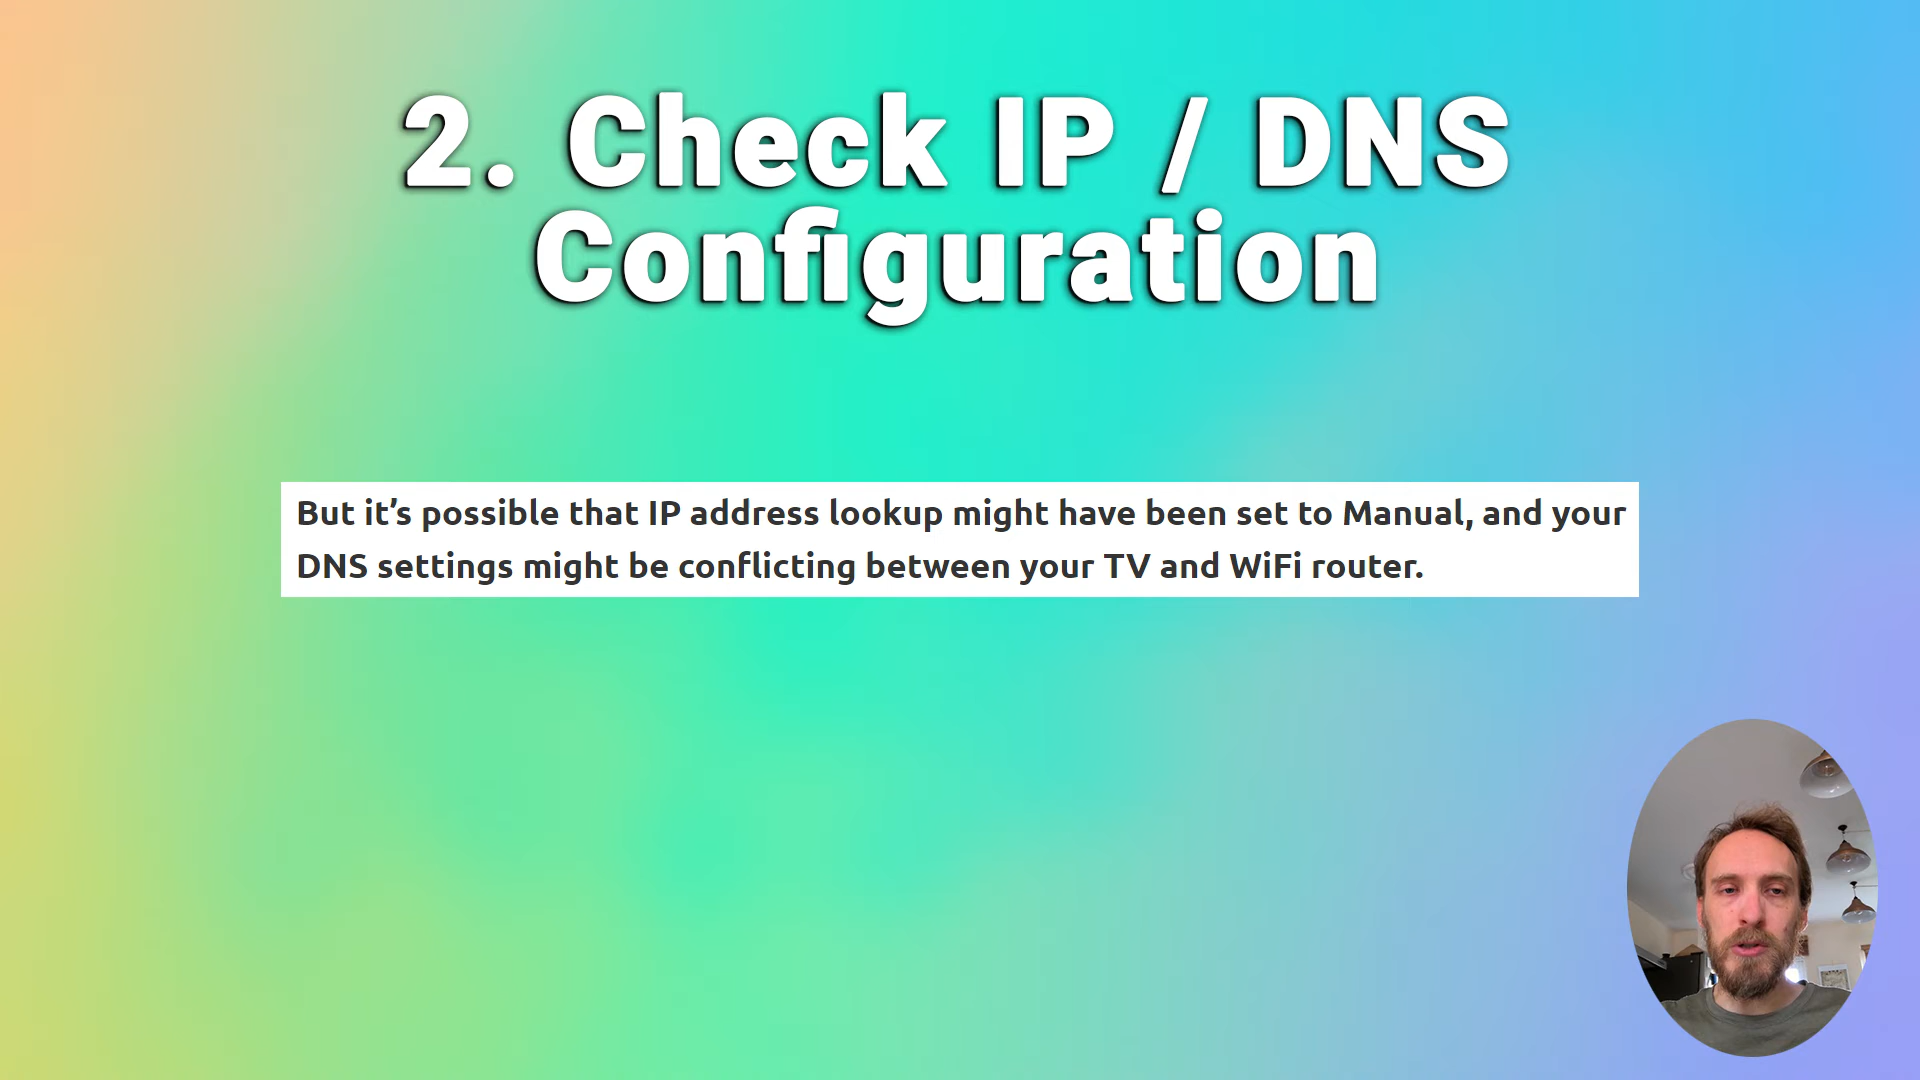 2. Check IP / DNS
Configuration
But it’s possible that IP address lookup might have been set to Manual, and your
DNS settings might be conflicting between your TV and WiFi router.